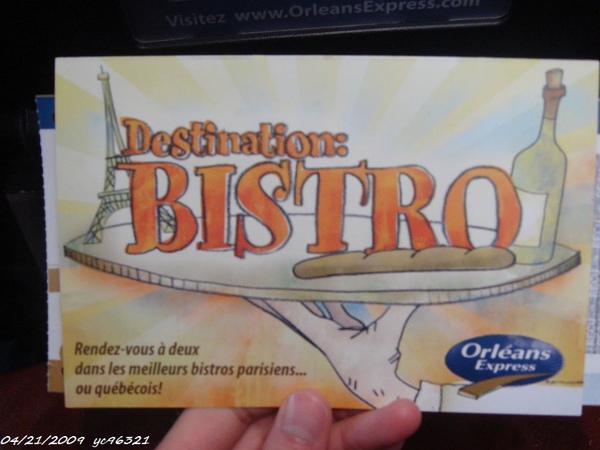 Visitez www.OrleansExpress.com
Destination:
BISTRO
Rendez-vous à deux
dans les meilleurs bistros parisiens...
ou québécois!
Orléans
Express
04/21/2009 yc96321